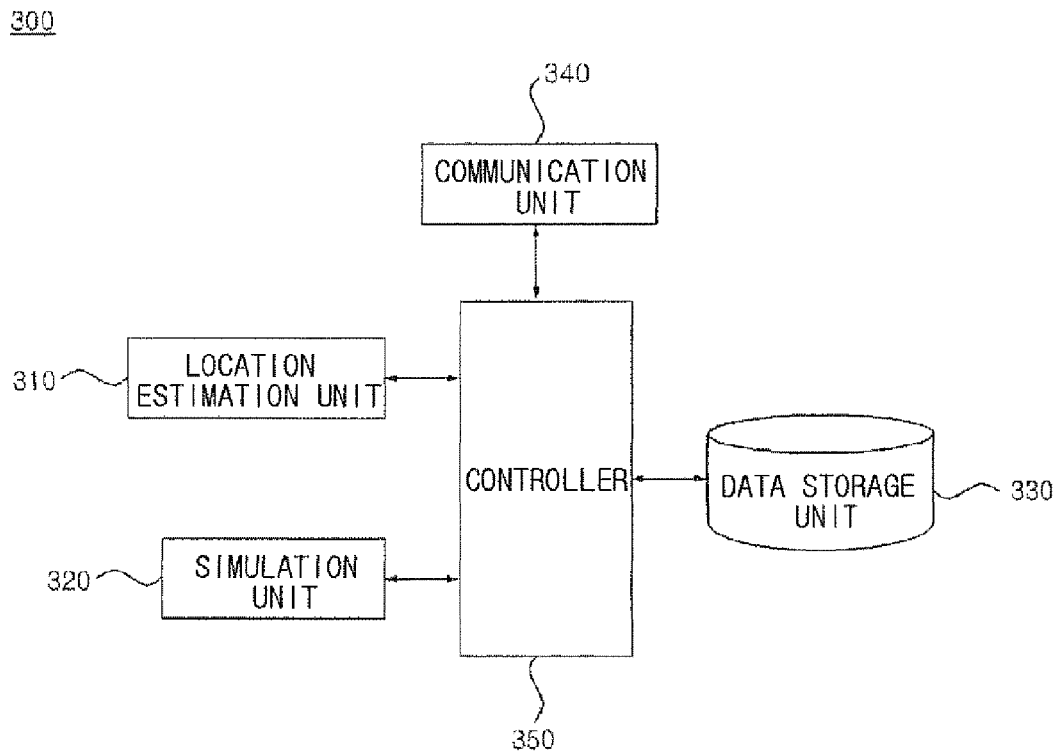 300
340
COMMUNICATION
UNIT
LOCATION
ESTIMATION UNIT
310
CONTROLLER
DATA STORAGE
UNIT
330
SIMULATION
UNIT
320
350